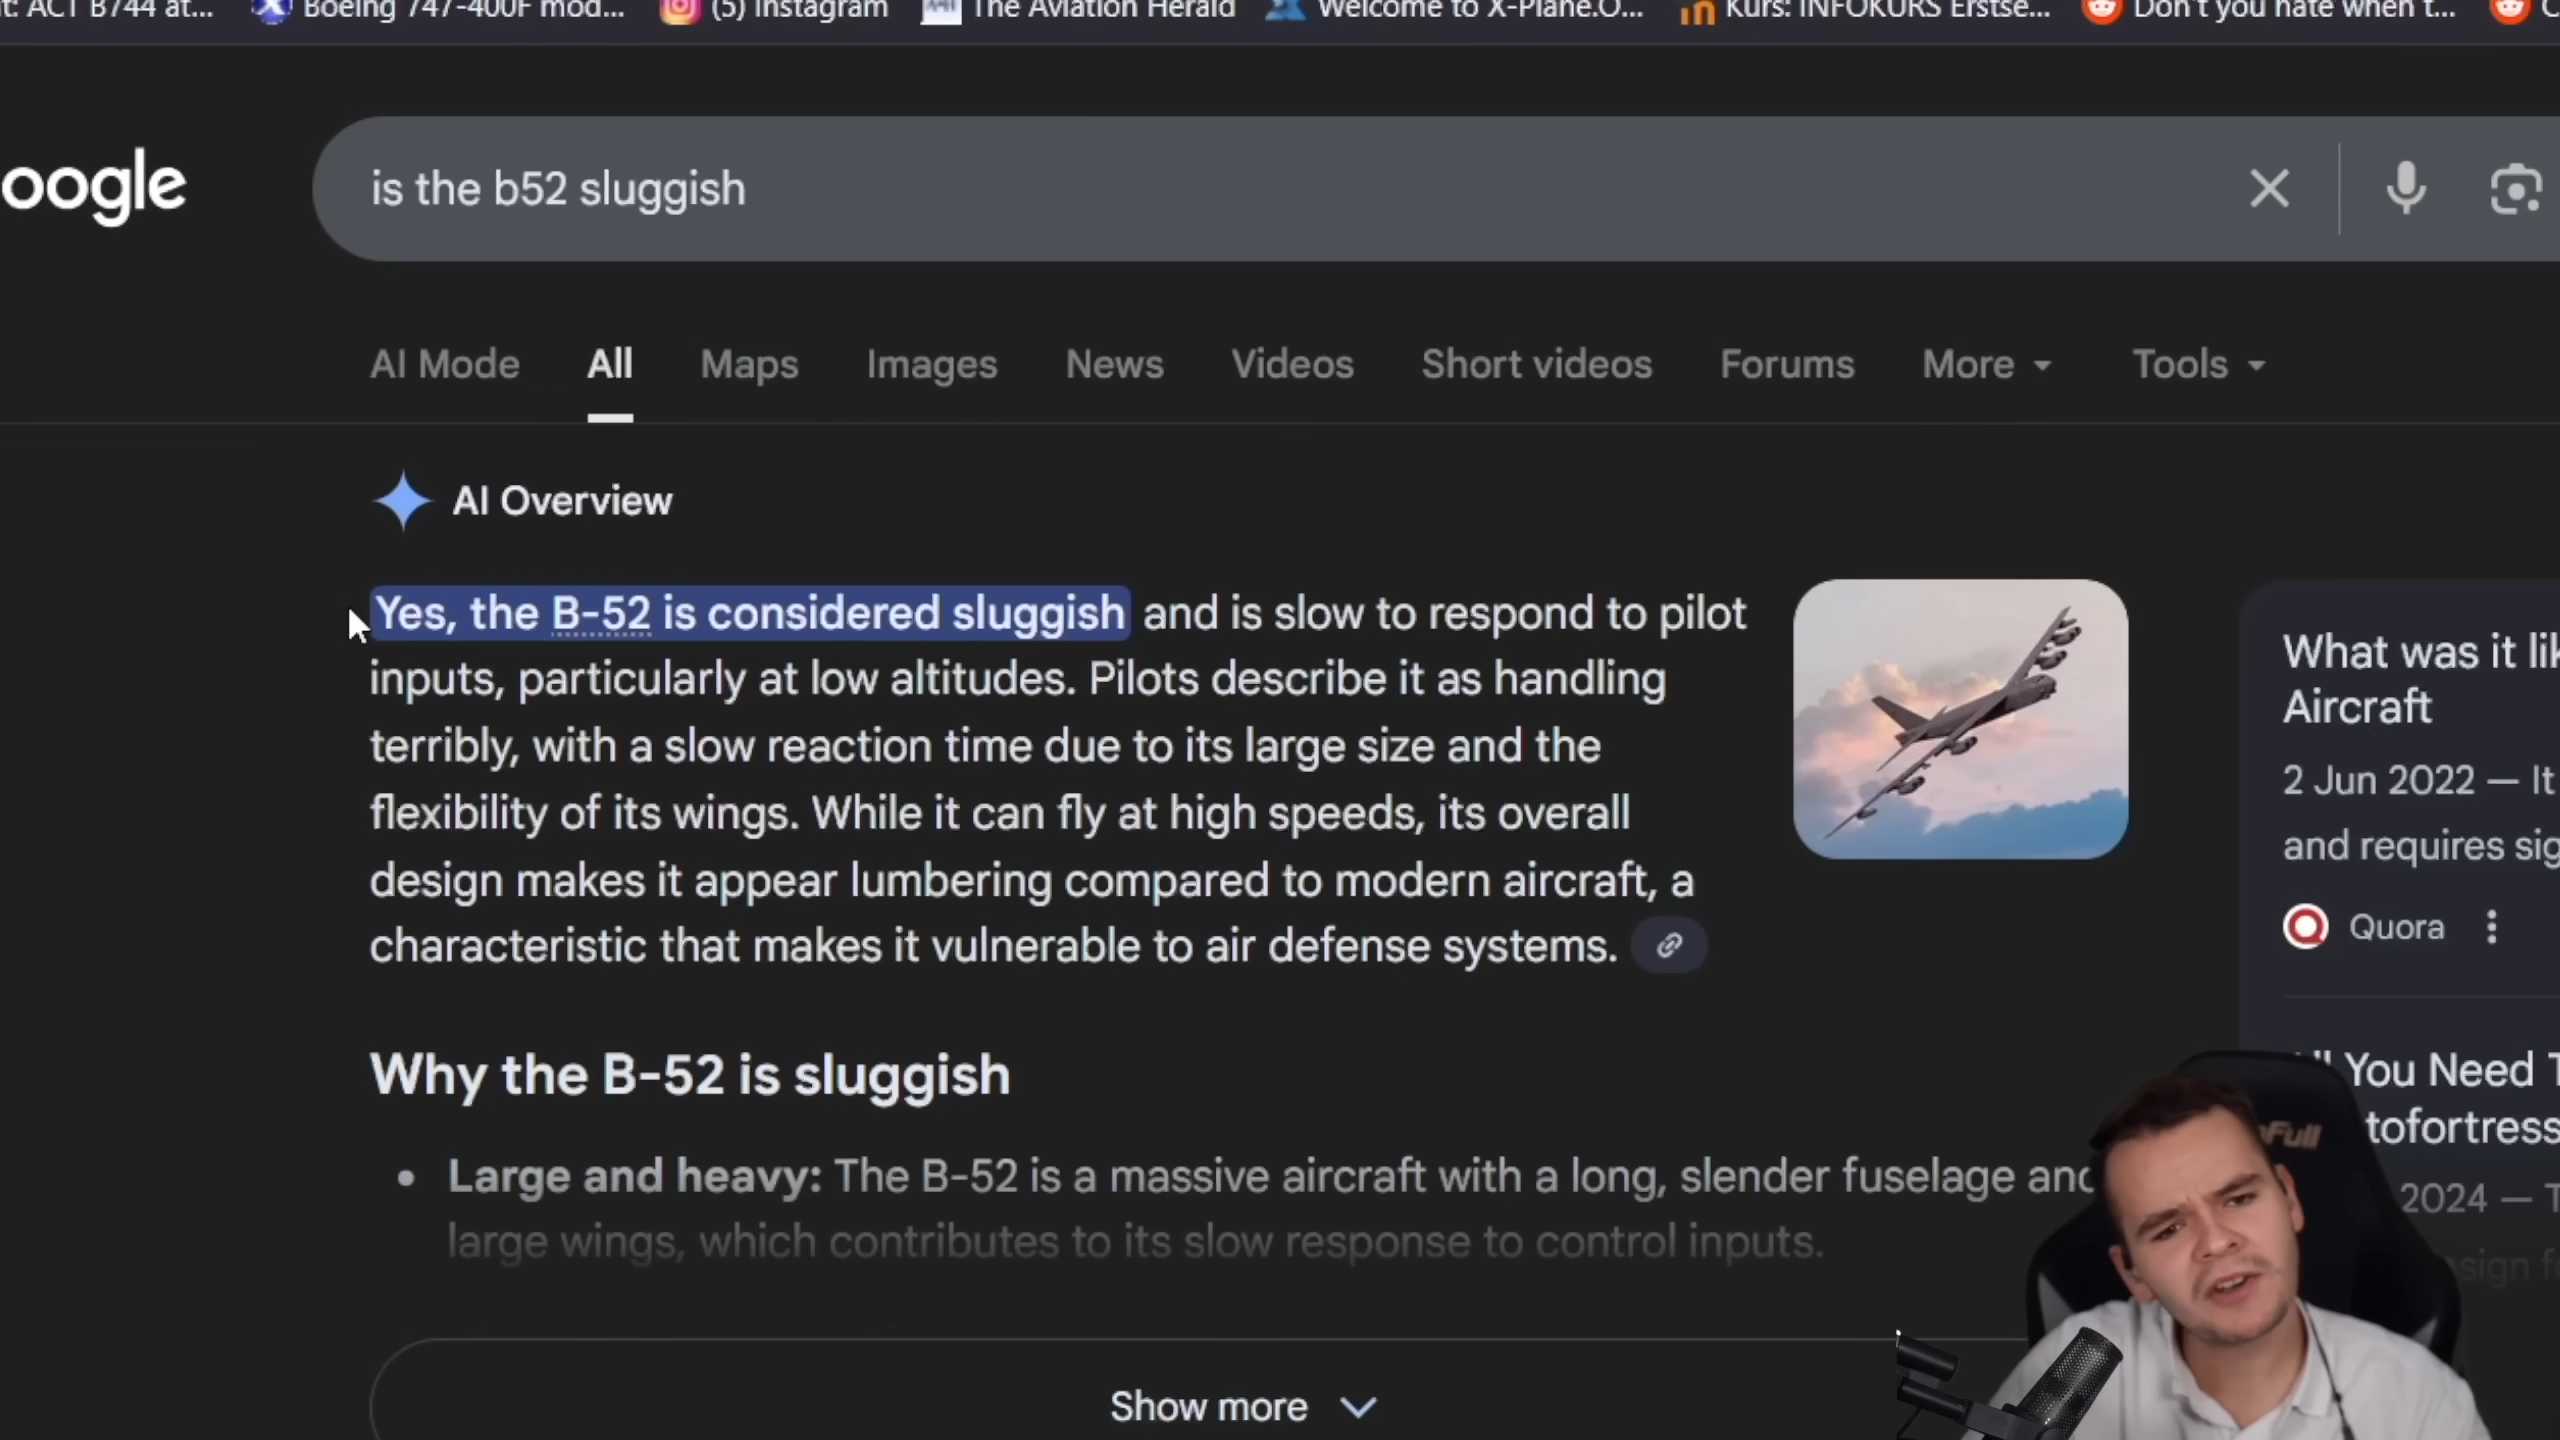 t: ACT B744 at...
Boeing 747-400F mod...
(5) Instagram
The Aviation Herald
Welcome to X-Plane.O...
Kurs: INFOKURS Erstse...
Don't you hate when t...
oogle
is the b52 sluggish
AI Mode
All
Maps
Images
News
Videos
Short videos
Forums
More
Tools
AI Overview
Yes, the B-52 is considered sluggish and is slow to respond to pilot
inputs, particularly at low altitudes. Pilots describe it as handling
terribly, with a slow reaction time due to its large size and the
flexibility of its wings. While it can fly at high speeds, its overall
design makes it appear lumbering compared to modern aircraft, a
characteristic that makes it vulnerable to air defense systems.
What was it lik
Aircraft
2 Jun 2022 — It
and requires sig
Quora
Why the B-52 is sluggish
• Large and heavy: The B-52 is a massive aircraft with a long, slender fuselage and
large wings, which contributes to its slow response to control inputs.
You Need T
tofortress
2024 — T
sign f
Full
Show more